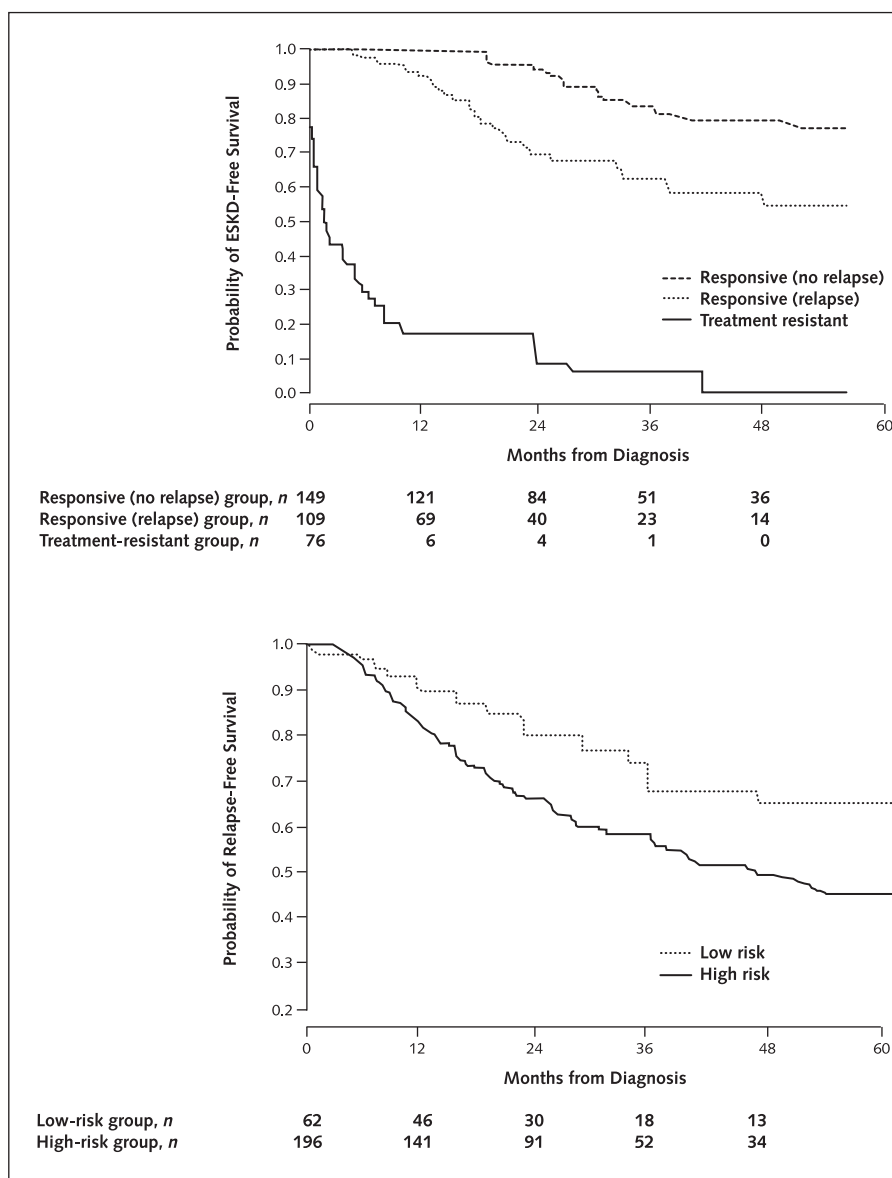 Probability of ESKD-Free Survival
1.0
0.9
0.8
0.7
0.6
0.5
0.4
0.3
0.2
0.1
0.0
Responsive (no relapse)
Responsive (relapse)
Treatment resistant
0 12 24 36 48 60
Months from Diagnosis
Responsive (no relapse) group, n 149 121 84 51 36
Responsive (relapse) group, n 109 69 40 23 14
Treatment-resistant group, n 76 6 4 1 0
Probability of Relapse-Free Survival
1.0
0.9
0.8
0.7
0.6
0.5
0.4
0.3
0.2
Low risk
High risk
0 12 24 36 48 60
Months from Diagnosis
Low-risk group, n 62 46 30 18 13
High-risk group, n 196 141 91 52 34